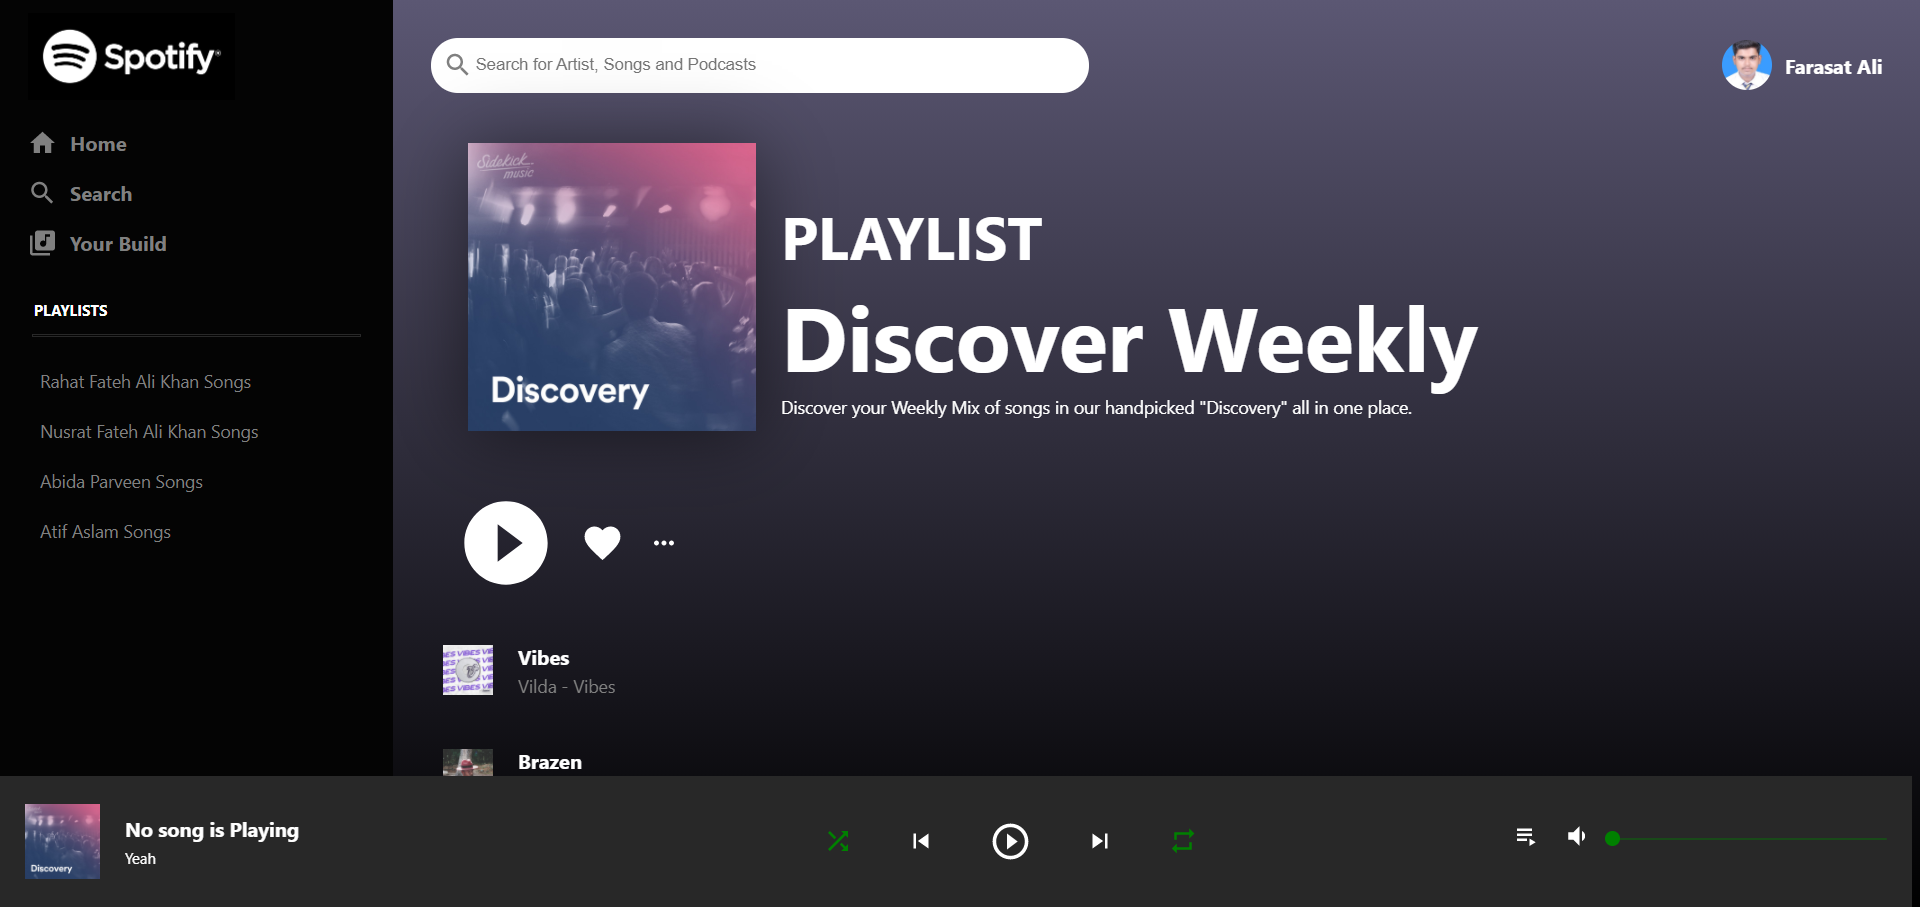 Spotify
Home
Search
Your Build
PLAYLISTS
Rahat Fateh Ali Khan Songs
Nusrat Fateh Ali Khan Songs
Abida Parveen Songs
Atif Aslam Songs
Search for Artist, Songs and Podcasts
Farasat Ali
Sidekick
music
Discovery
PLAYLIST
Discover Weekly
Discover your Weekly Mix of songs in our handpicked "Discovery" all in one place.
VIBES VIBES
Vibes
Vilda - Vibes
Brazen
Discovery
No song is Playing
Yeah